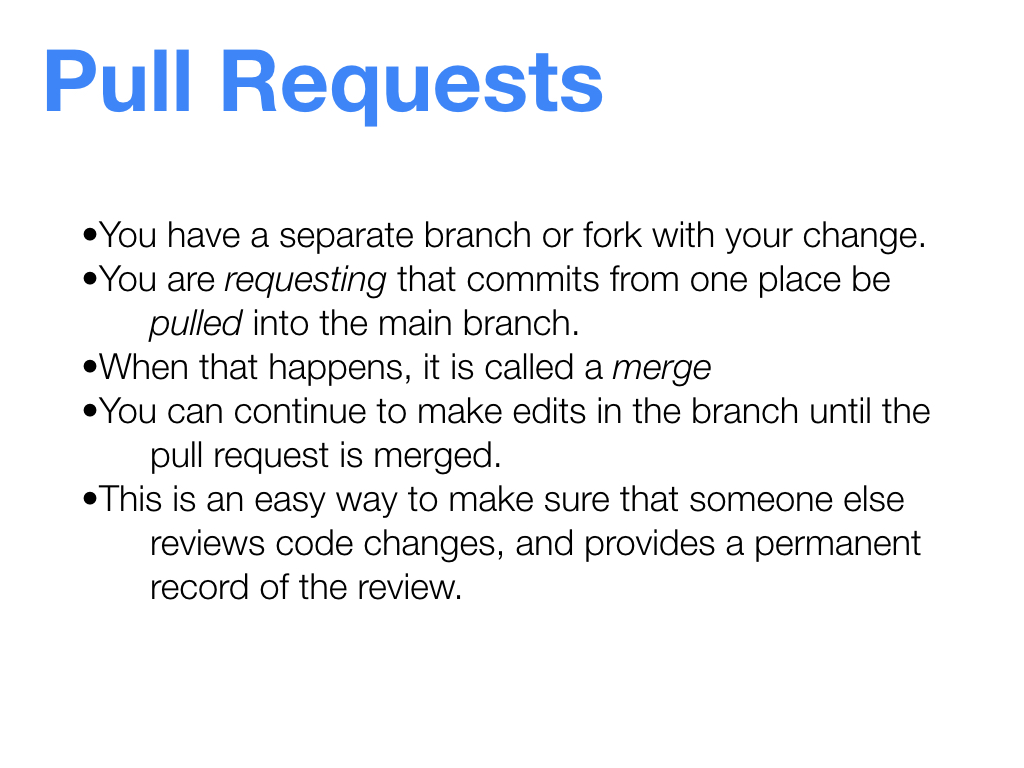 Pull Requests
•You have a separate branch or fork with your change.
•You are requesting that commits from one place be
pulled into the main branch.
•When that happens, it is called a merge
•You can continue to make edits in the branch until the
pull request is merged.
•This is an easy way to make sure that someone else
reviews code changes, and provides a permanent
record of the review.